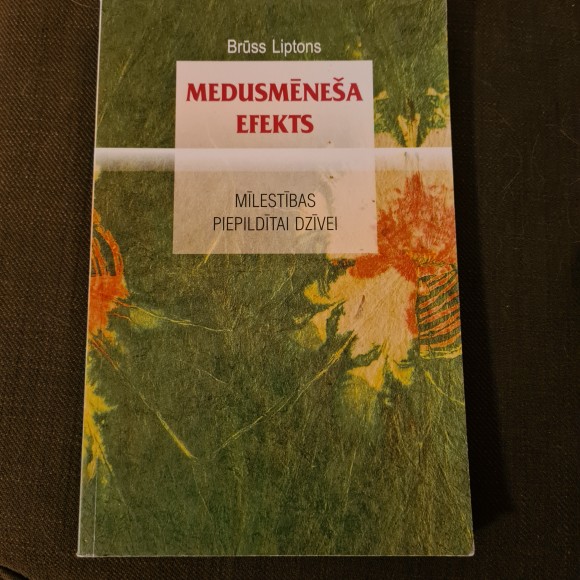 Brūss Liptons
MEDUSMĒNEŠA
EFEKTS
MĪLESTĪBAS
PIEPILDĪTAI DZĪVEI